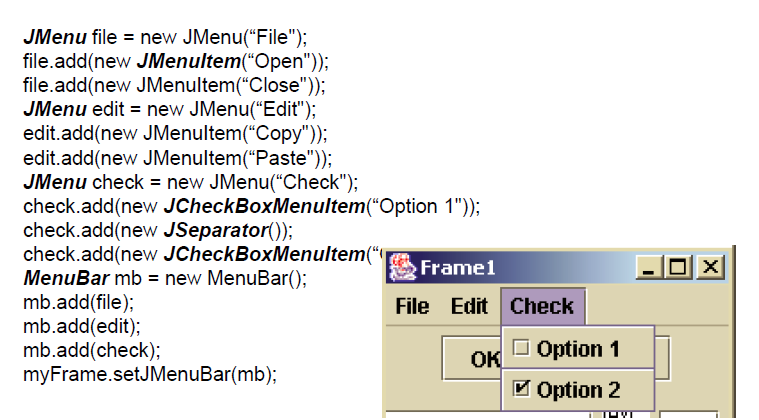 JMenu file = new JMenu(“File");
file.add(new JMenuItem(“Open"));
file.add(new JMenuItem(“Close"));
JMenu edit = new JMenu(“Edit");
edit.add(new JMenuItem(“Copy"));
edit.add(new JMenuItem(“Paste"));
JMenu check = new JMenu(“Check");
check.add(new JCheckBoxMenuItem(“Option 1"));
check.add(new JSeparator());
check.add(new JCheckBoxMenuItem(“
MenuBar mb = new MenuBar();
mb.add(file);
mb.add(edit);
mb.add(check);
myFrame.setJMenuBar(mb);
Frame1
File Edit Check
OK
Option 1
Option 2